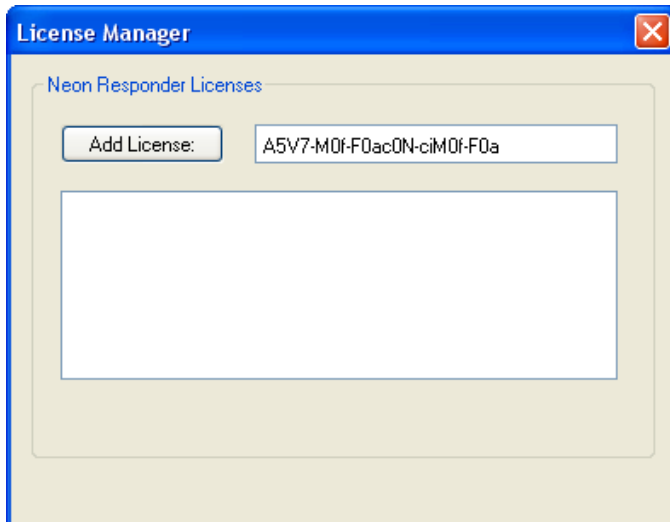 License Manager
Neon Responder Licenses
Add License: A5V7-M0f-F0ac0N-ciM0f-F0a